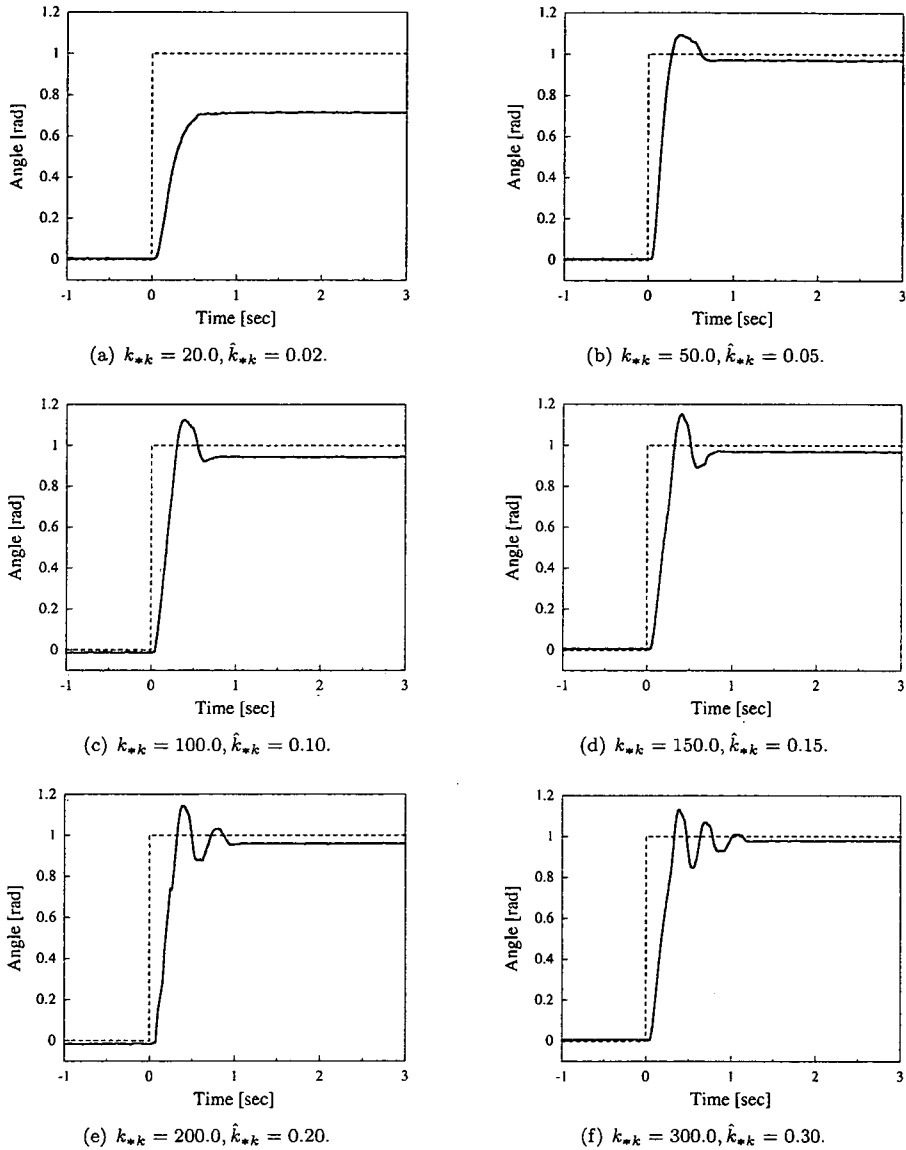 1.2
1
0.8
0.6
0.4
0.2
0
-1 0 1 2 3
Angle [rad]
Time [sec]
(a) k∗k = 20.0, k̂∗k = 0.02.
1.2
1
0.8
0.6
0.4
0.2
0
-1 0 1 2 3
Angle [rad]
Time [sec]
(b) k∗k = 50.0, k̂∗k = 0.05.
1.2
1
0.8
0.6
0.4
0.2
0
-1 0 1 2 3
Angle [rad]
Time [sec]
(c) k∗k = 100.0, k̂∗k = 0.10.
1.2
1
0.8
0.6
0.4
0.2
0
-1 0 1 2 3
Angle [rad]
Time [sec]
(d) k∗k = 150.0, k̂∗k = 0.15.
1.2
1
0.8
0.6
0.4
0.2
0
-1 0 1 2 3
Angle [rad]
Time [sec]
(e) k∗k = 200.0, k̂∗k = 0.20.
1.2
1
0.8
0.6
0.4
0.2
0
-1 0 1 2 3
Angle [rad]
Time [sec]
(f) k∗k = 300.0, k̂∗k = 0.30.